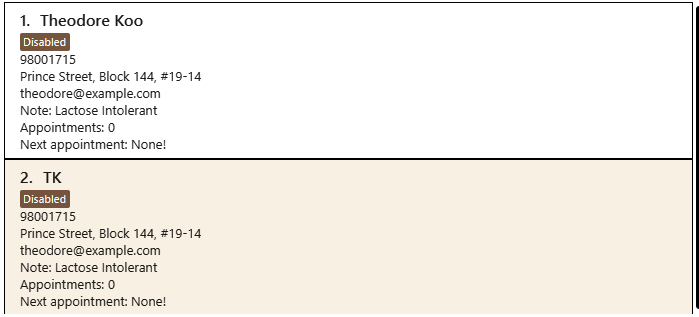 1. Theodore Koo
Disabled
98001715
Prince Street, Block 144, #19-14
theodore@example.com
Note: Lactose Intolerant
Appointments: 0
Next appointment: None!
2. TK
Disabled
98001715
Prince Street, Block 144, #19-14
theodore@example.com
Note: Lactose Intolerant
Appointments: 0
Next appointment: None!